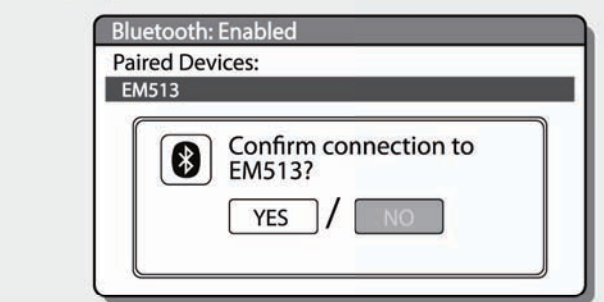 Bluetooth: Enabled
Paired Devices:
EM513
Confirm connection to
EM513?
YES / NO